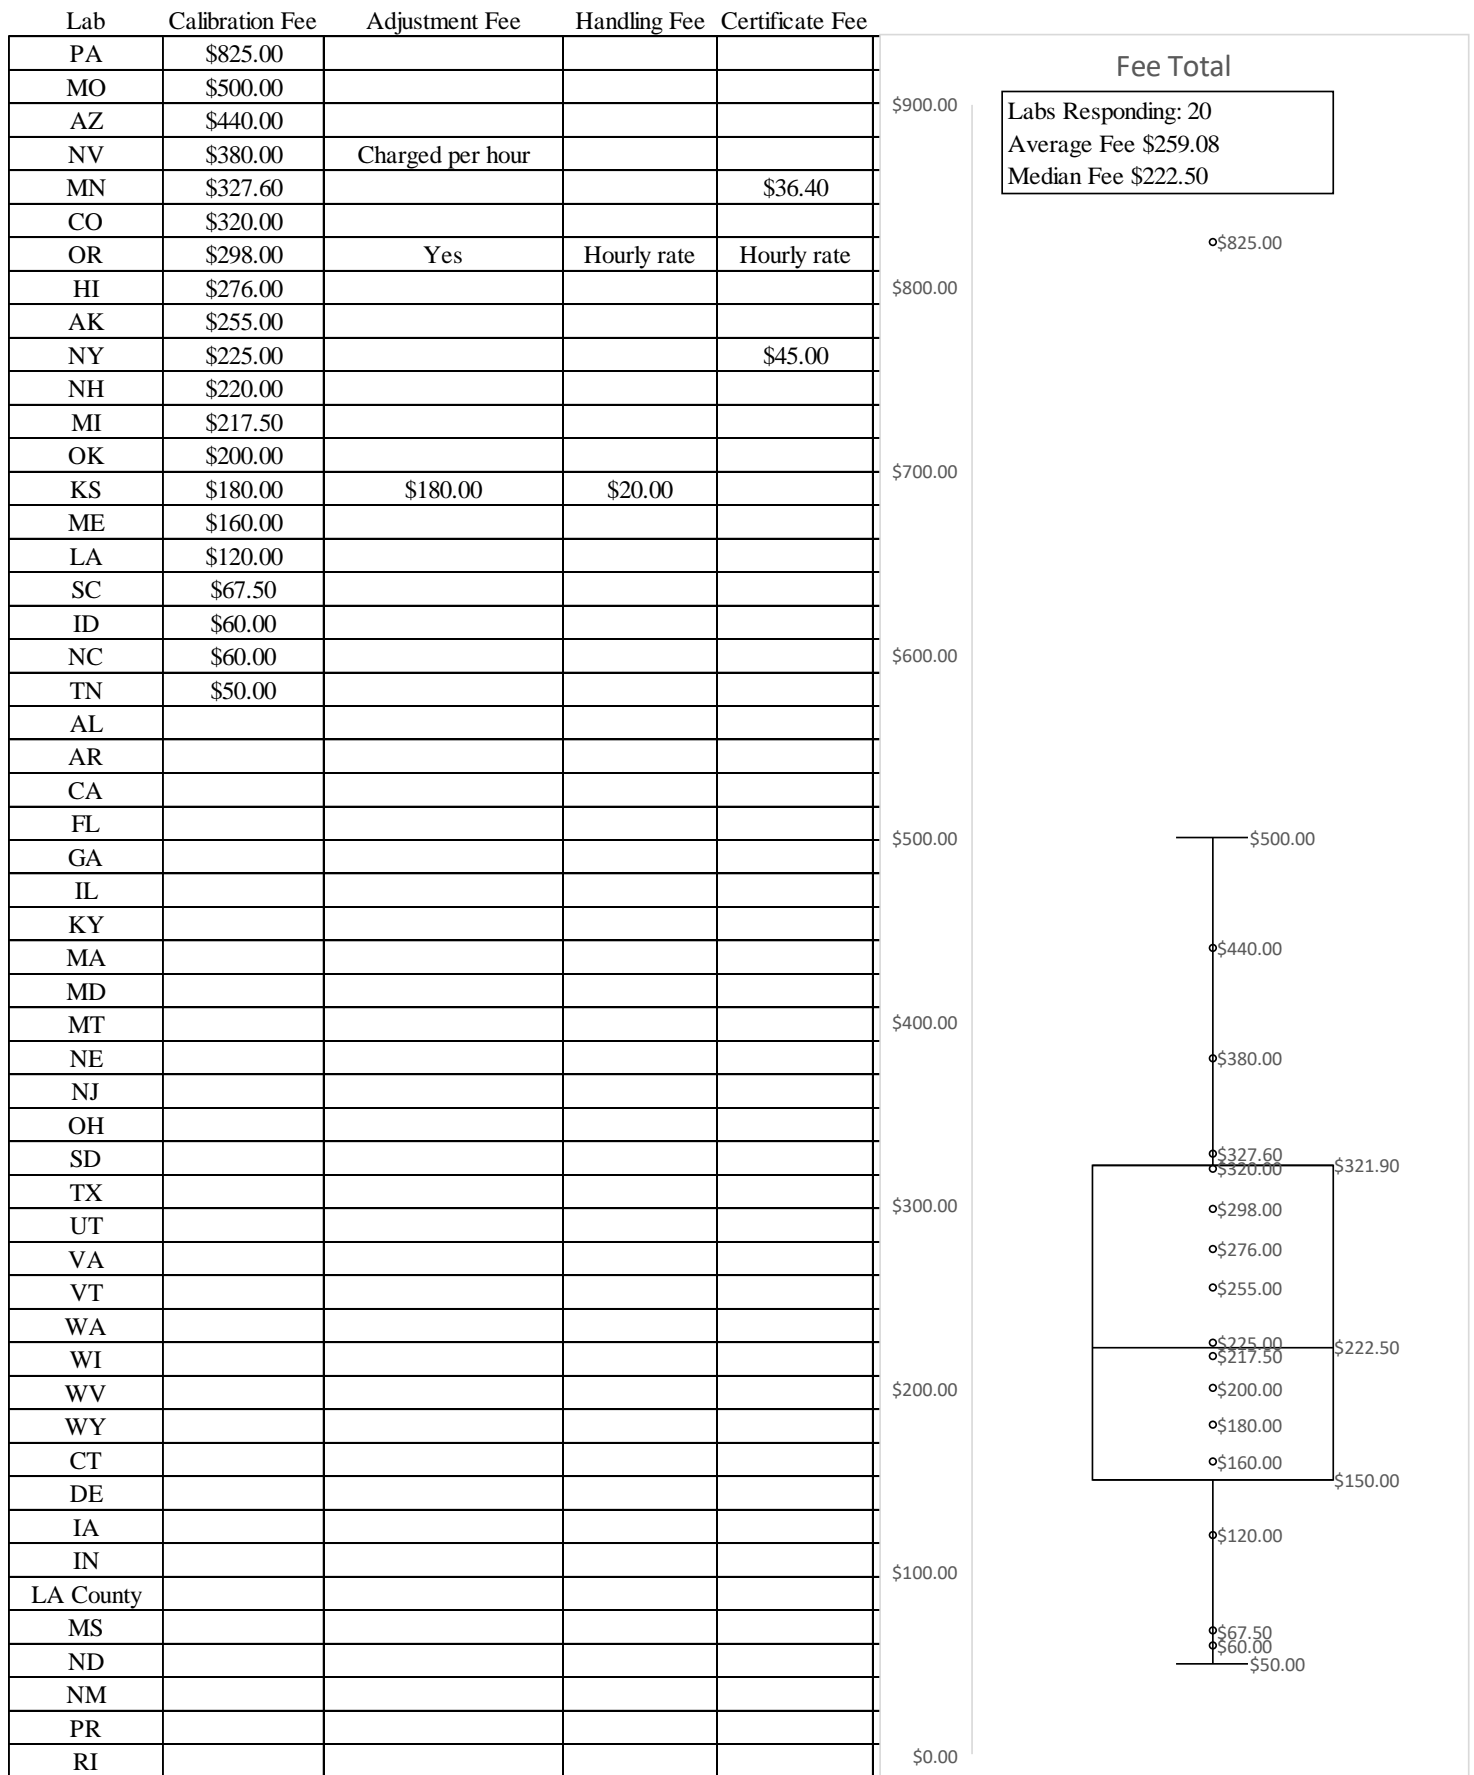 Lab Calibration Fee Adjustment Fee Handling Fee Certificate Fee
PA $825.00
MO $500.00
AZ $440.00
NV $380.00 Charged per hour
MN $327.60 $36.40
CO $320.00
OR $298.00 Yes Hourly rate Hourly rate
HI $276.00
AK $255.00
NY $225.00 $45.00
NH $220.00
MI $217.50
OK $200.00
KS $180.00 $180.00 $20.00
ME $160.00
LA $120.00
SC $67.50
ID $60.00
NC $60.00
TN $50.00
AL
AR
CA
FL
GA
IL
KY
MA
MD
MT
NE
NJ
OH
SD
TX
UT
VA
VT
WA
WI
WV
WY
CT
DE
IA
IN
LA County
MS
ND
NM
PR
RI
Fee Total
Labs Responding: 20
Average Fee $259.08
Median Fee $222.50
$900.00
$825.00
$800.00
$700.00
$600.00
$500.00 $500.00
$440.00
$400.00
$380.00
$327.60
$321.90
$320.00
$300.00 $298.00
$276.00
$255.00
$225.00
$222.50
$217.50
$200.00 $200.00
$180.00
$160.00
$150.00
$120.00
$100.00
$67.50
$60.00
$50.00
$0.00